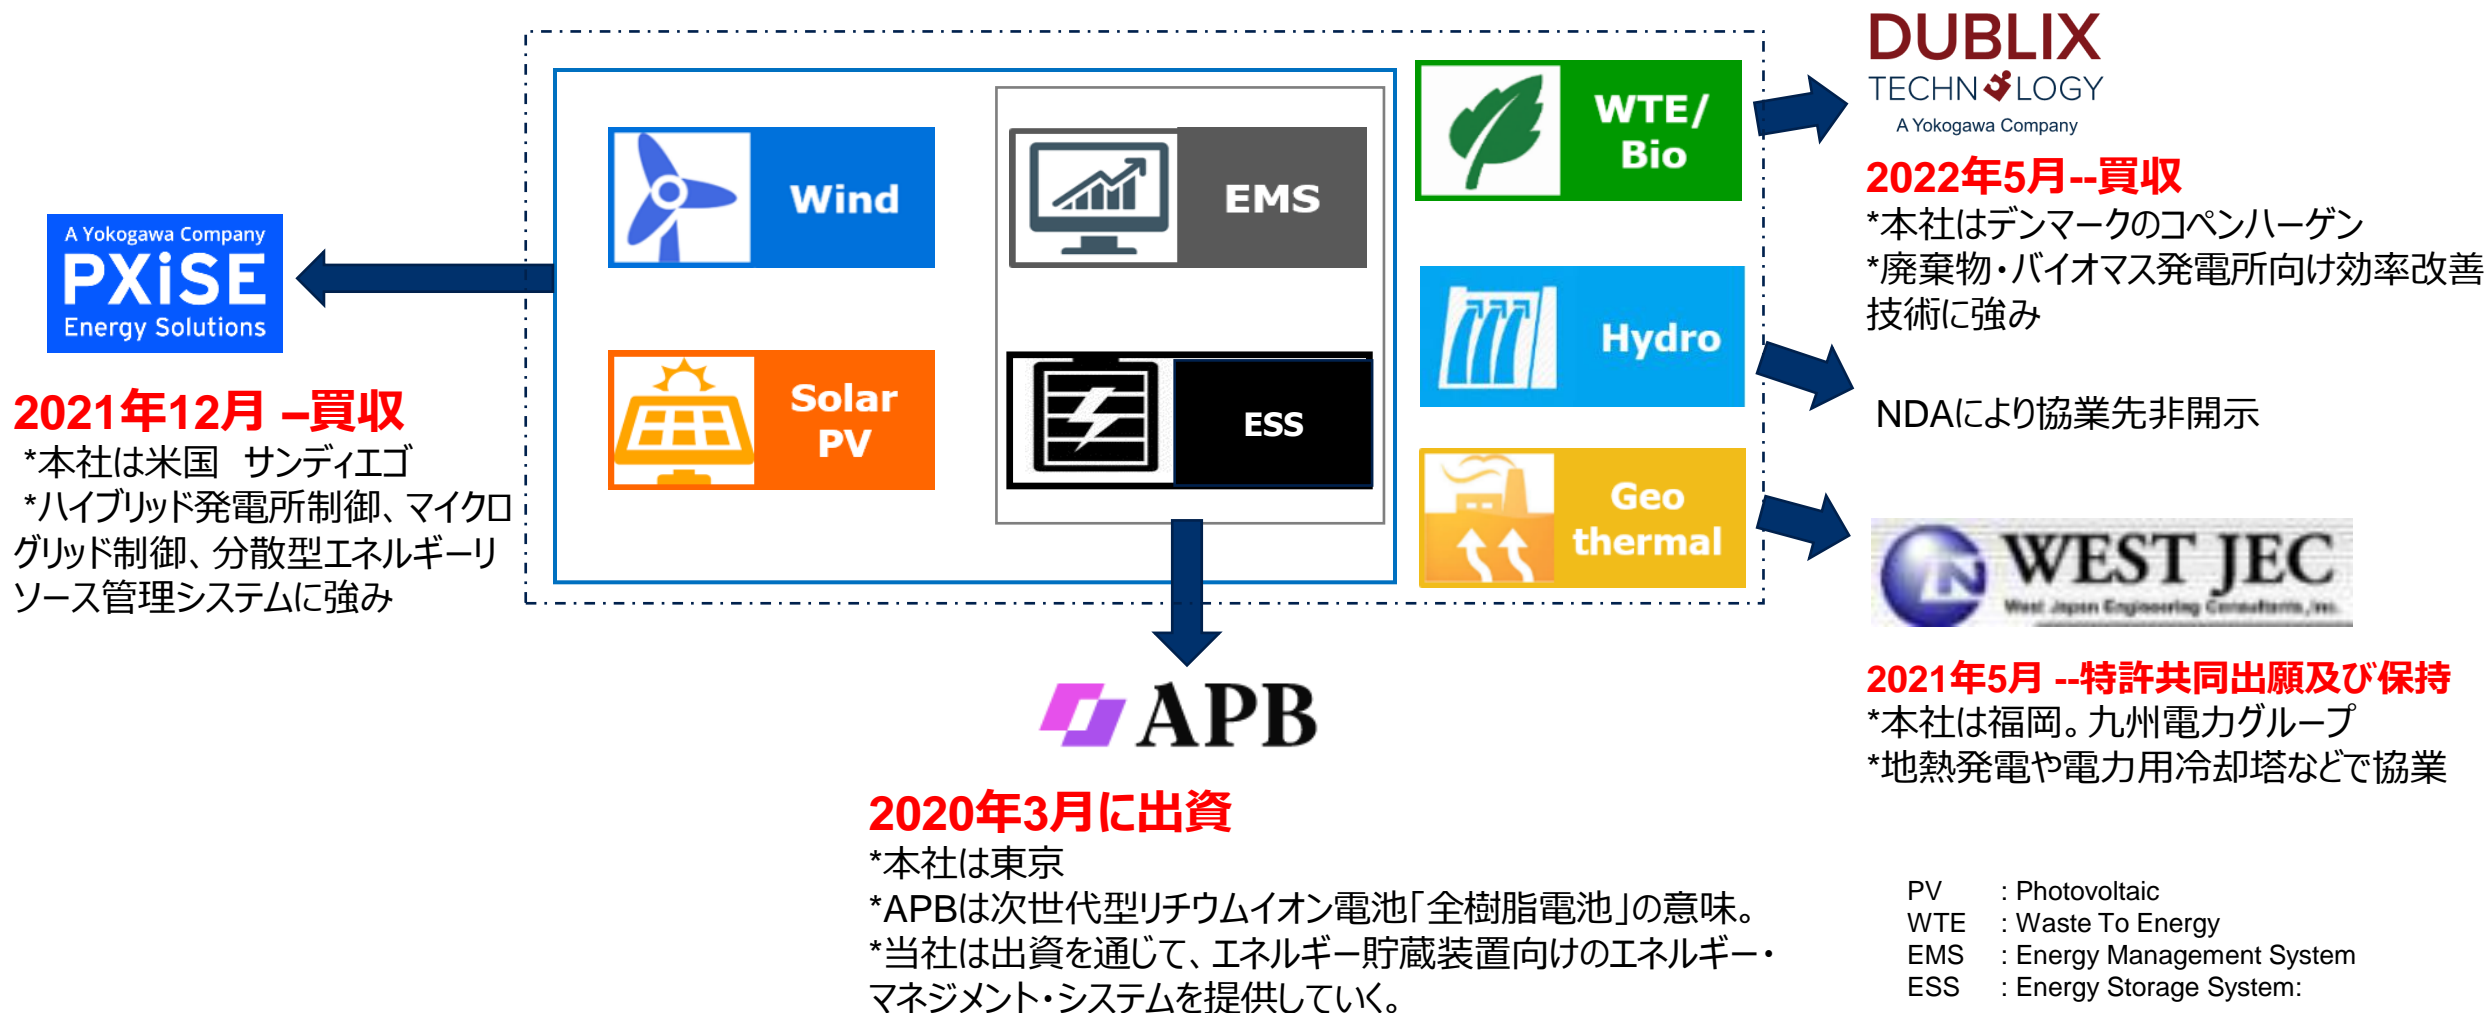 A Yokogawa Company
PXiSE
Energy Solutions
2021年12月 –買収
*本社は米国　サンディエゴ
*ハイブリッド発電所制御、マイクロ
グリッド制御、分散型エネルギーリ
ソース管理システムに強み
Wind
Solar
PV
EMS
ESS
WTE/
Bio
Hydro
Geo
thermal
DUBLIX
TECHNOLOGY
A Yokogawa Company
2022年5月--買収
*本社はデンマークのコペンハーゲン
*廃棄物・バイオマス発電所向け効率改善
技術に強み
NDAにより協業先非開示
WEST JEC
West Japan Engineering Consultants, Inc.
2021年5月 --特許共同出願及び保持
*本社は福岡。九州電力グループ
*地熱発電や電力用冷却塔などで協業
APB
2020年3月に出資
*本社は東京
*APBは次世代型リチウムイオン電池「全樹脂電池」の意味。
*当社は出資を通じて、エネルギー貯蔵装置向けのエネルギー・
マネジメント・システムを提供していく。
PV : Photovoltaic
WTE : Waste To Energy
EMS : Energy Management System
ESS : Energy Storage System: